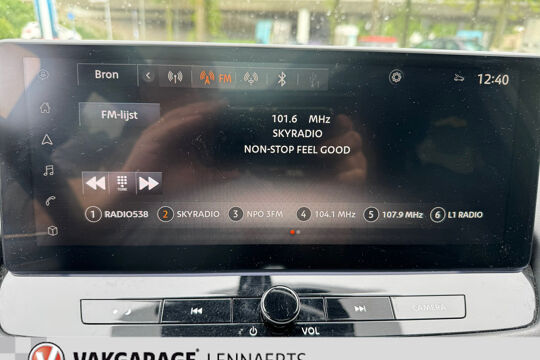 Bron FM 12:40
FM-lijst
101.6 MHz
SKYRADIO
NON-STOP FEEL GOOD
1 RADIO538 2 SKYRADIO 3 NPO 3FM 4 104.1 MHz 5 107.9 MHz 6 L1 RADIO
CAMERA
VOL
VAKGARAGE LENNAERTS